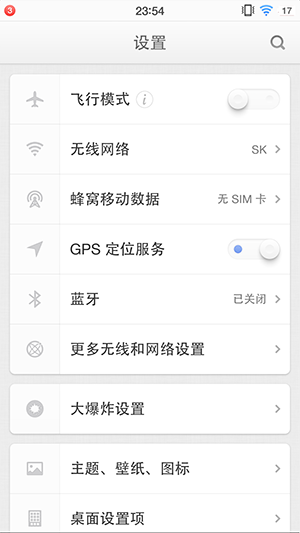 3 23:54 17
设置
飞行模式 i
无线网络 SK
蜂窝移动数据 无 SIM 卡
GPS 定位服务
蓝牙 已关闭
更多无线和网络设置
大爆炸设置
主题、壁纸、图标
桌面设置项